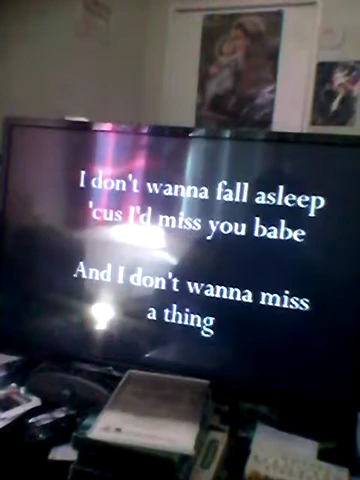 I don't wanna fall asleep
'cus I'd miss you babe
And I don't wanna miss
a thing